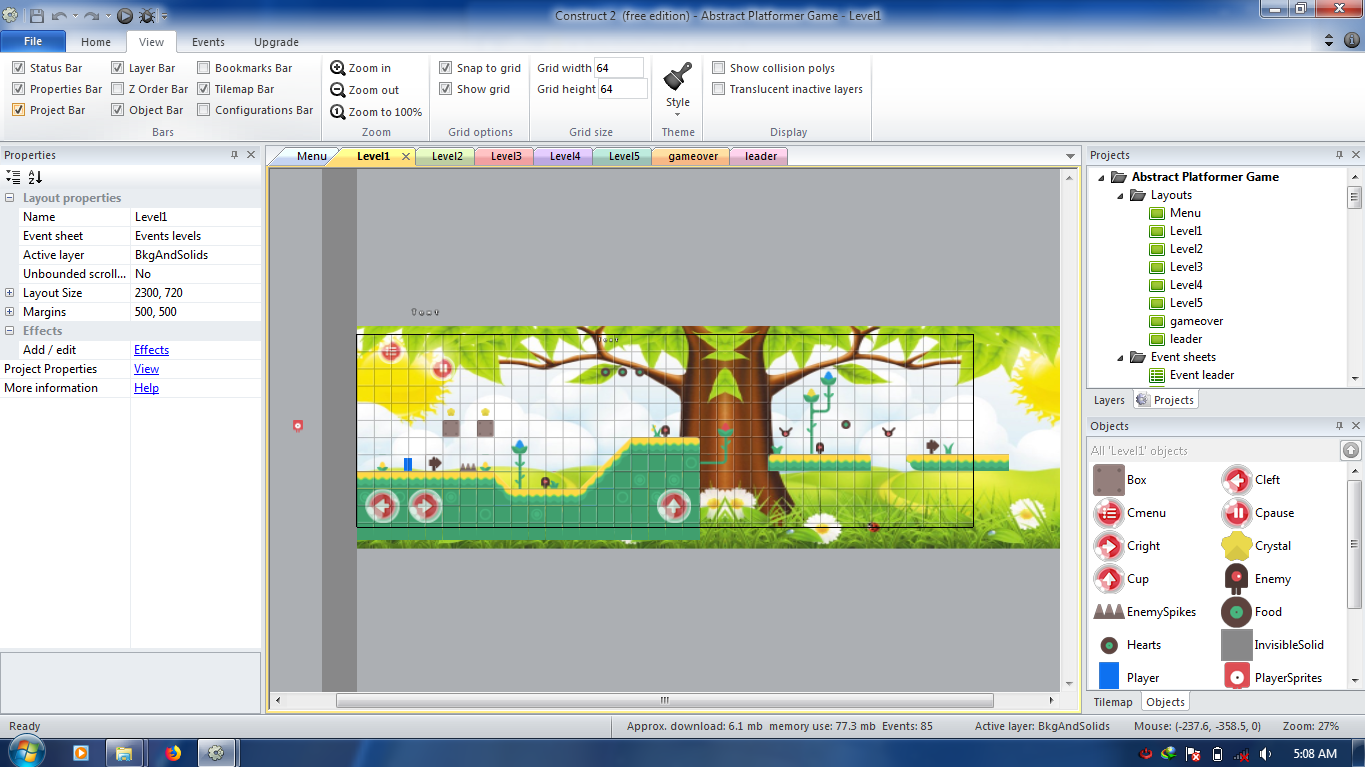 Construct 2 (free edition) - Abstract Platformer Game - Level1
File Home View Events Upgrade
Status Bar Layer Bar Bookmarks Bar Zoom in Snap to grid Grid width 64 Show collision polys
Properties Bar Z Order Bar Tilemap Bar Zoom out Show grid Grid height 64 Translucent inactive layers
Project Bar Object Bar Configurations Bar Zoom to 100% Style
Bars Zoom Grid options Grid size Theme Display
Properties
Layout properties
Name Level1
Event sheet Events levels
Active layer BkgAndSolids
Unbounded scroll... No
Layout Size 2300, 720
Margins 500, 500
Effects
Add / edit Effects
Project Properties View
More information Help
Menu Level1 Level2 Level3 Level4 Level5 gameover leader
Text
Text
Projects
Abstract Platformer Game
Layouts
Menu
Level1
Level2
Level3
Level4
Level5
gameover
leader
Event sheets
Event leader
Layers Projects
Objects
All 'Level1' objects
Box Cleft
Cmenu Cpause
Cright Crystal
Cup Enemy
EnemySpikes Food
Hearts InvisibleSolid
Player PlayerSprites
Tilemap Objects
Ready Approx. download: 6.1 mb memory use: 77.3 mb Events: 85 Active layer: BkgAndSolids Mouse: (-237.6, -358.5, 0) Zoom: 27%
5:08 AM